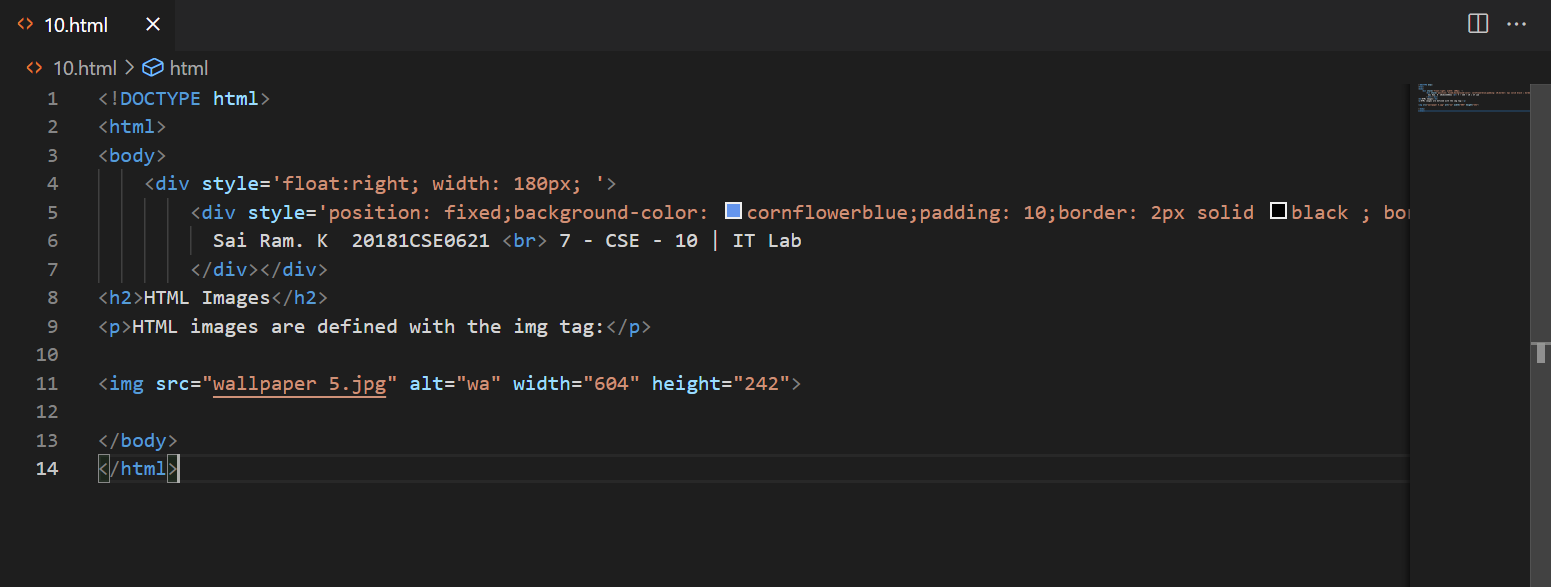 10.html
10.html > html
1 <!DOCTYPE html>
2 <html>
3 <body>
4 <div style='float:right; width: 180px; '>
5 <div style='position: fixed;background-color: cornflowerblue;padding: 10;border: 2px solid black ; bor
6 Sai Ram. K  20181CSE0621 <br> 7 - CSE - 10 | IT Lab
7 </div></div>
8 <h2>HTML Images</h2>
9 <p>HTML images are defined with the img tag:</p>
10
11 <img src="wallpaper 5.jpg" alt="wa" width="604" height="242">
12
13 </body>
14 </html>